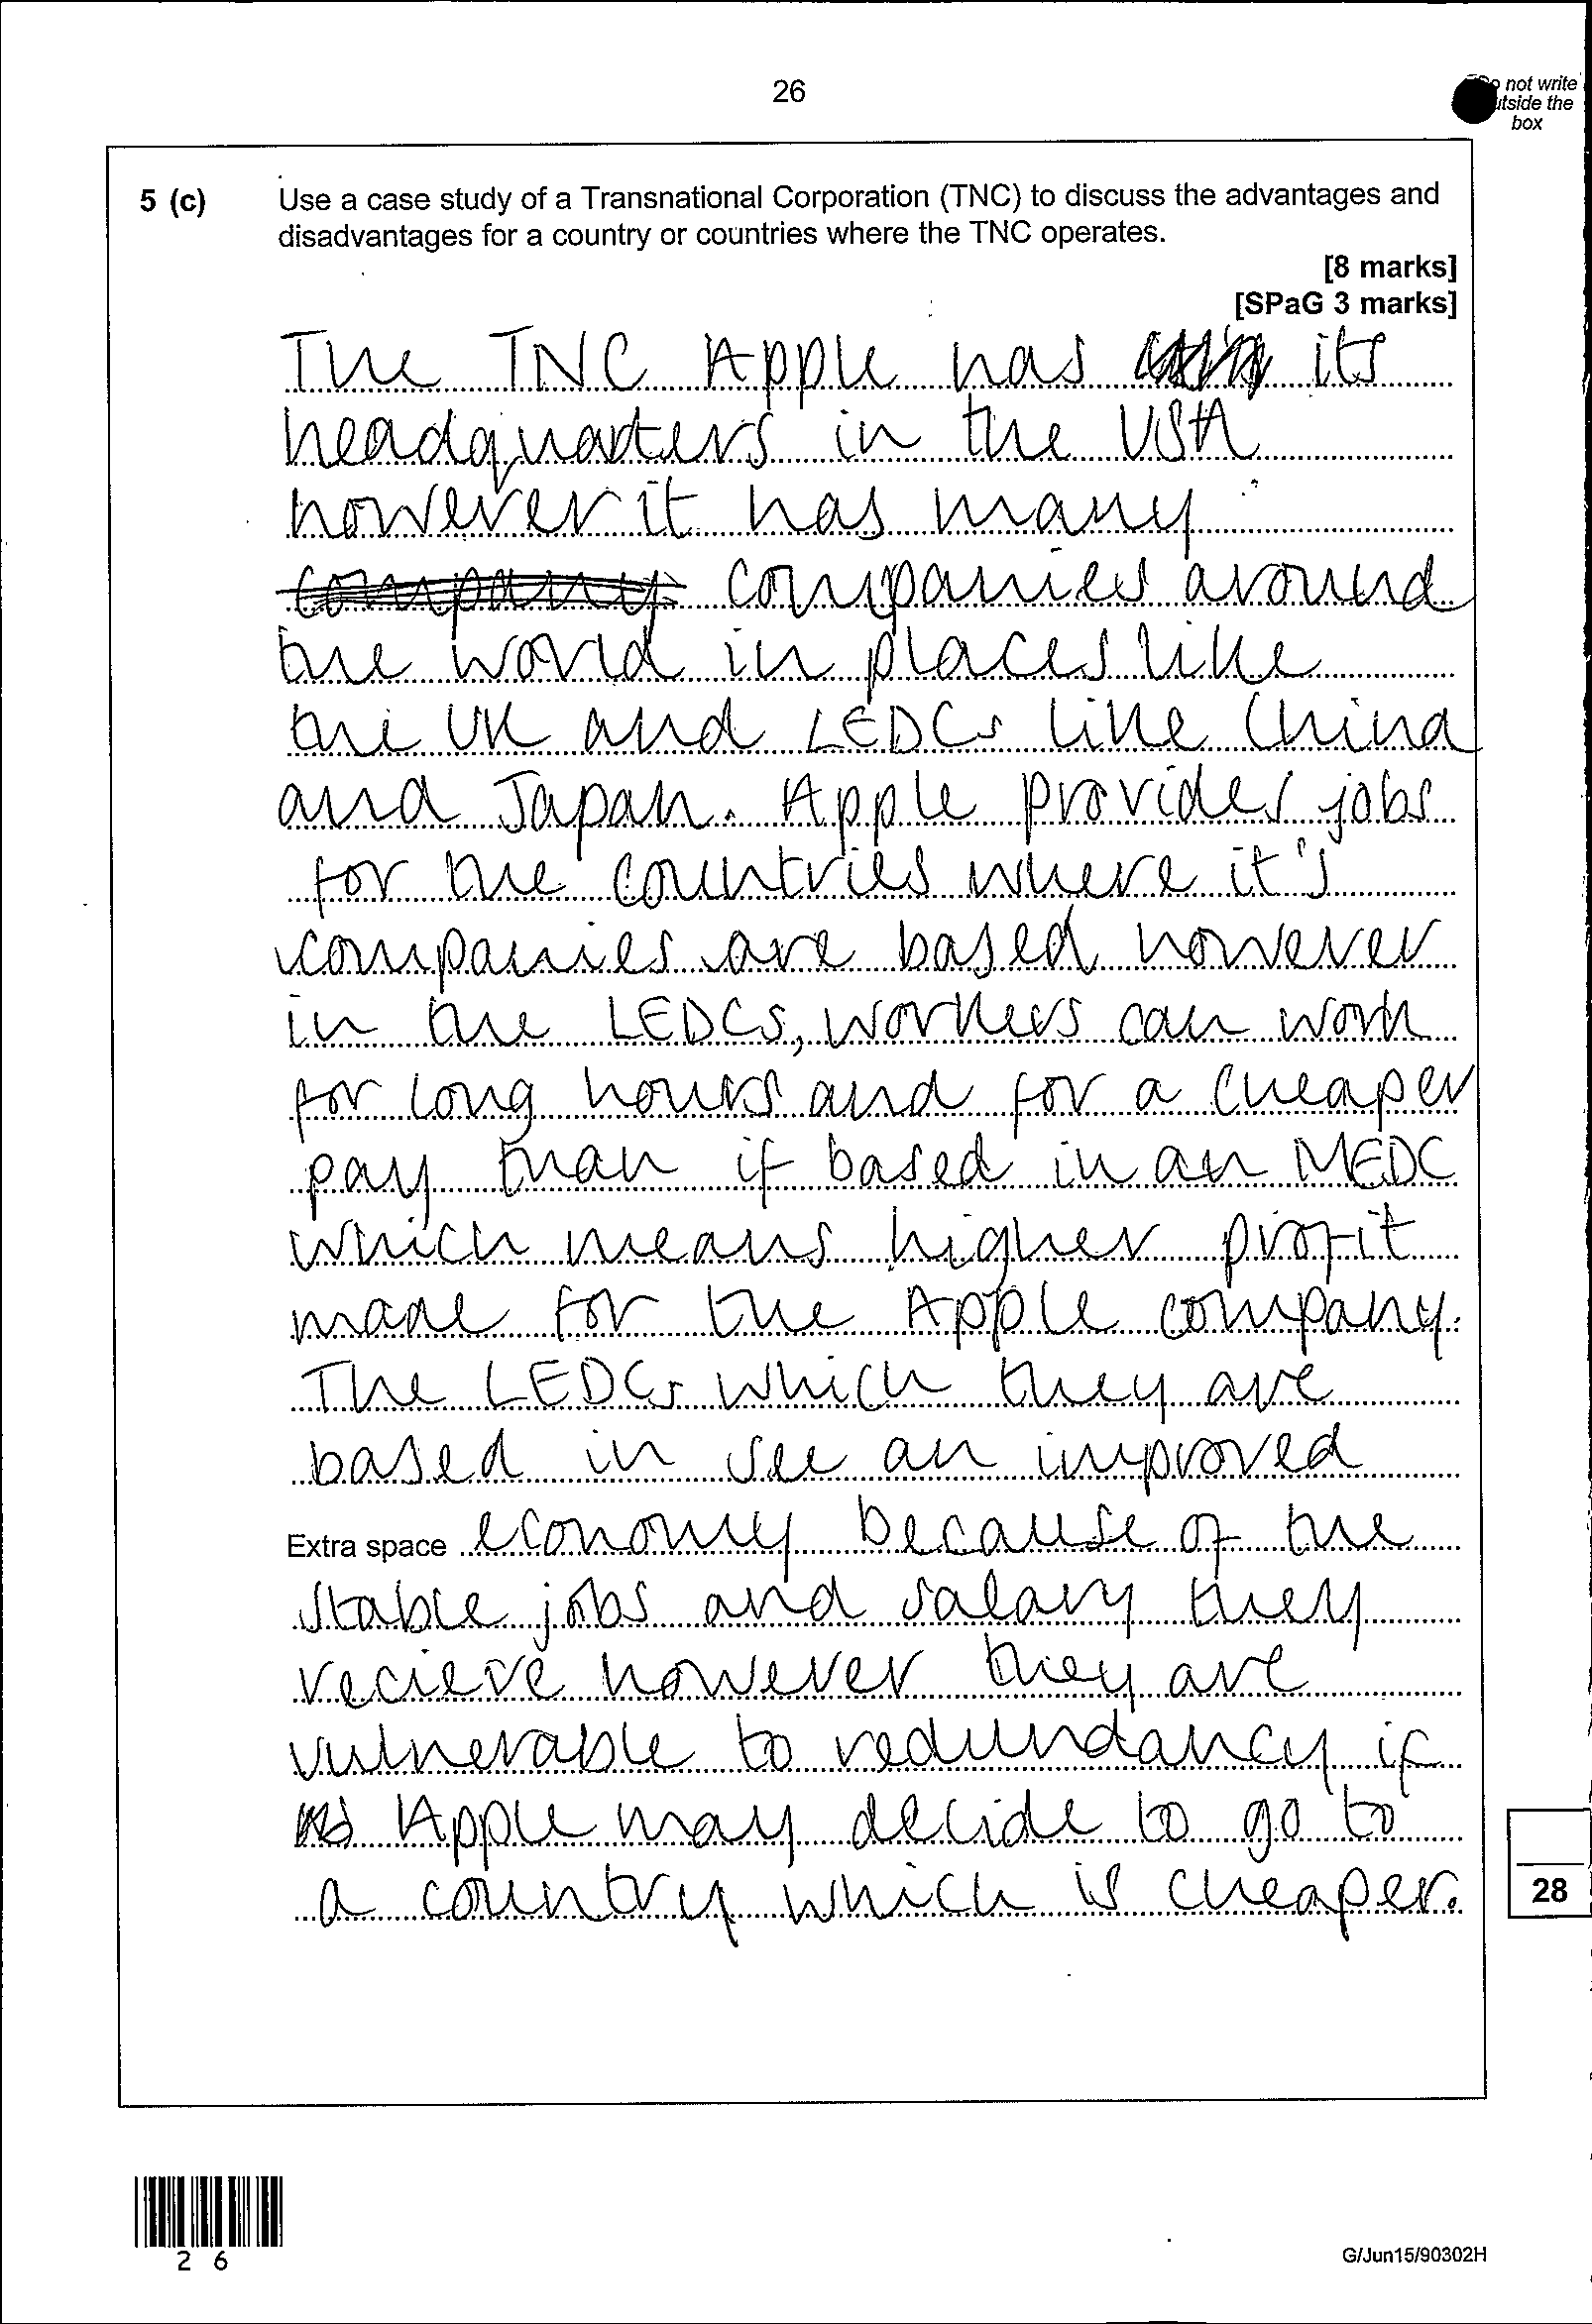 26
not write
the
box
5 (c) Use a case study of a Transnational Corporation (TNC) to discuss the advantages and
disadvantages for a country or countries where the TNC operates.
[8 marks]
[SPaG 3 marks]
The TNC Apple has its
headquarters in the USA
however it has many
company companies around
the world in places like
the UK and LEDCs like China
and Japan. Apple provides jobs
for the countries where it's
companies are based however
in the LEDCs, workers can work
for long hours and for a cheaper
pay than if based in an MEDC
which means higher profit
made for the Apple company.
The LEDCs which they are
based in see an improved
Extra space economy because of the
stable jobs and salary they
recieve however they are
vulnerable to redundancy if
Apple may decide to go to
a country which is cheaper.
28
2 6
G/Jun15/90302H